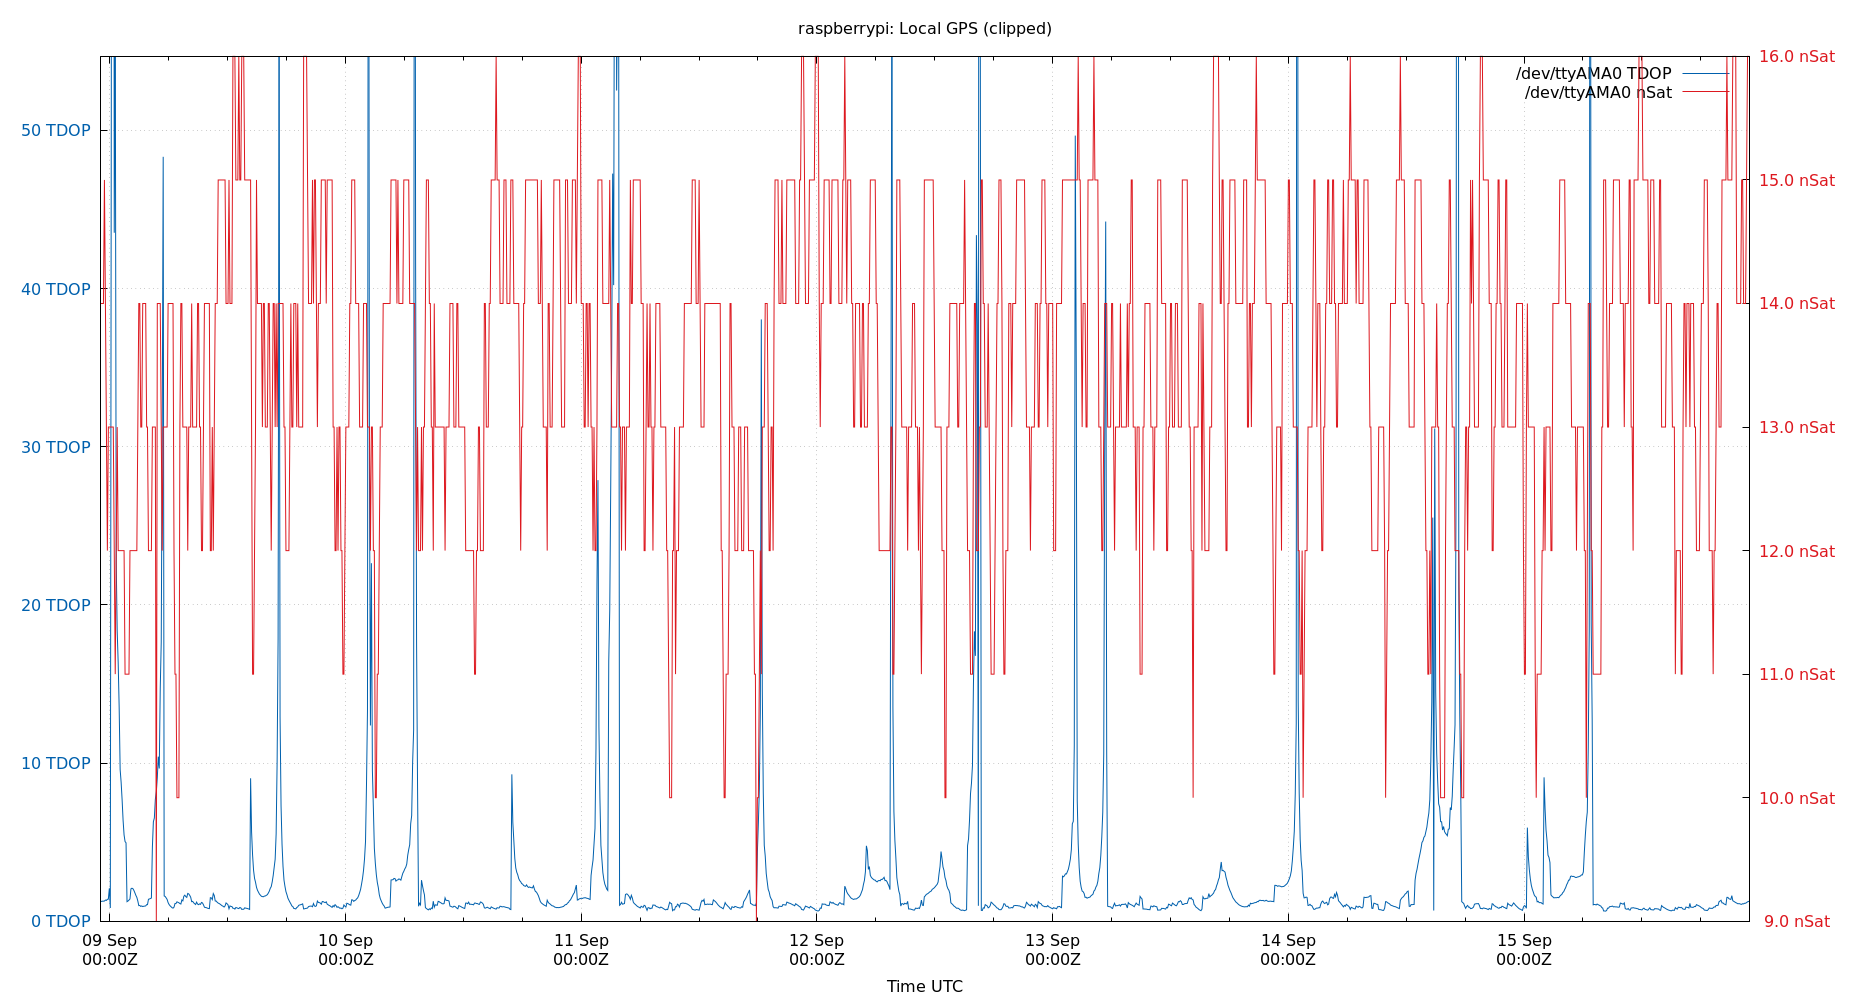 raspberrypi: Local GPS (clipped)
/dev/ttyAMA0 TDOP
/dev/ttyAMA0 nSat
50 TDOP
40 TDOP
30 TDOP
20 TDOP
10 TDOP
0 TDOP
16.0 nSat
15.0 nSat
14.0 nSat
13.0 nSat
12.0 nSat
11.0 nSat
10.0 nSat
9.0 nSat
09 Sep
00:00Z
10 Sep
00:00Z
11 Sep
00:00Z
12 Sep
00:00Z
13 Sep
00:00Z
14 Sep
00:00Z
15 Sep
00:00Z
Time UTC